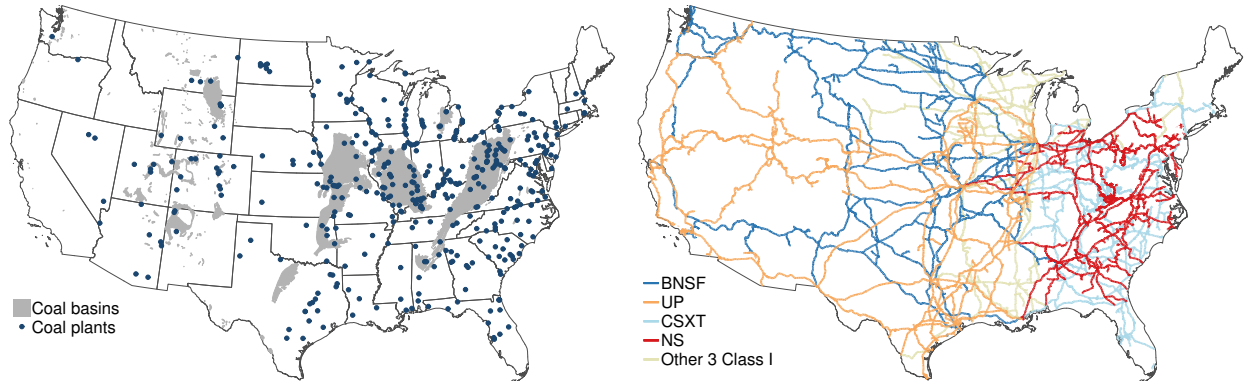 Coal basins
Coal plants
BNSF
UP
CSXT
NS
Other 3 Class I